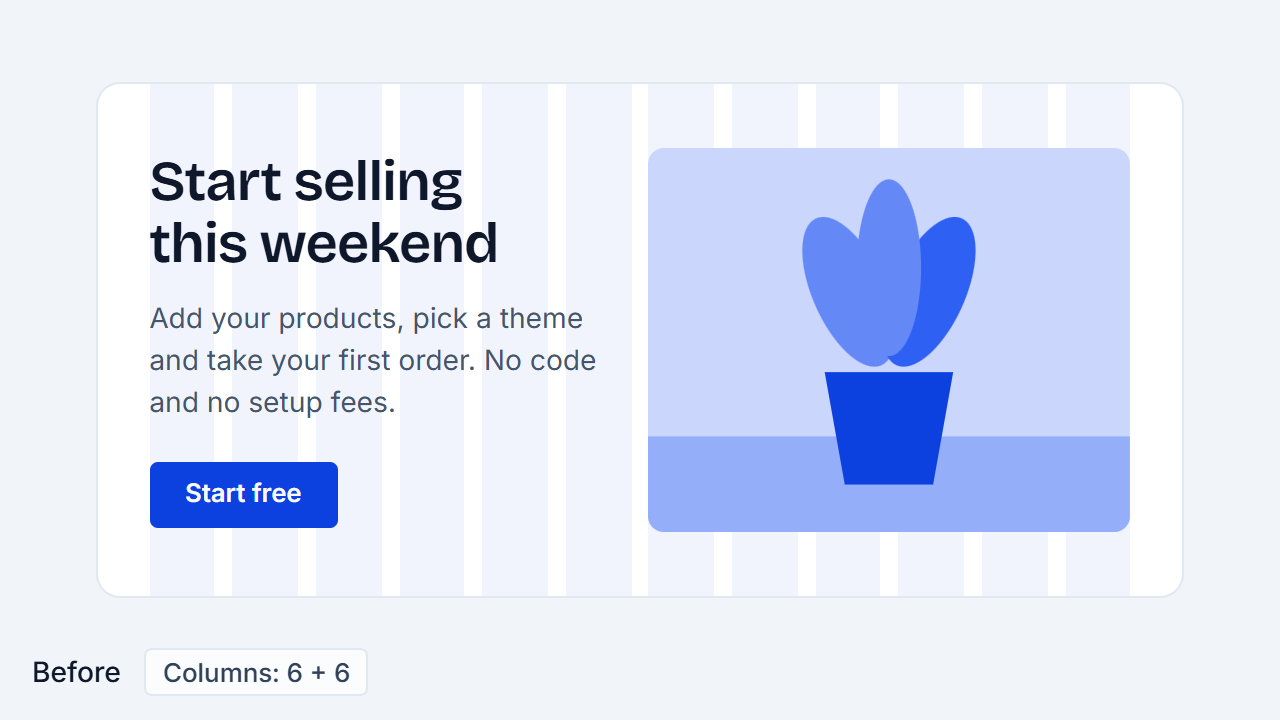 Start selling
this weekend
Add your products, pick a theme
and take your first order. No code
and no setup fees.
Start free
Before
Columns: 6 + 6